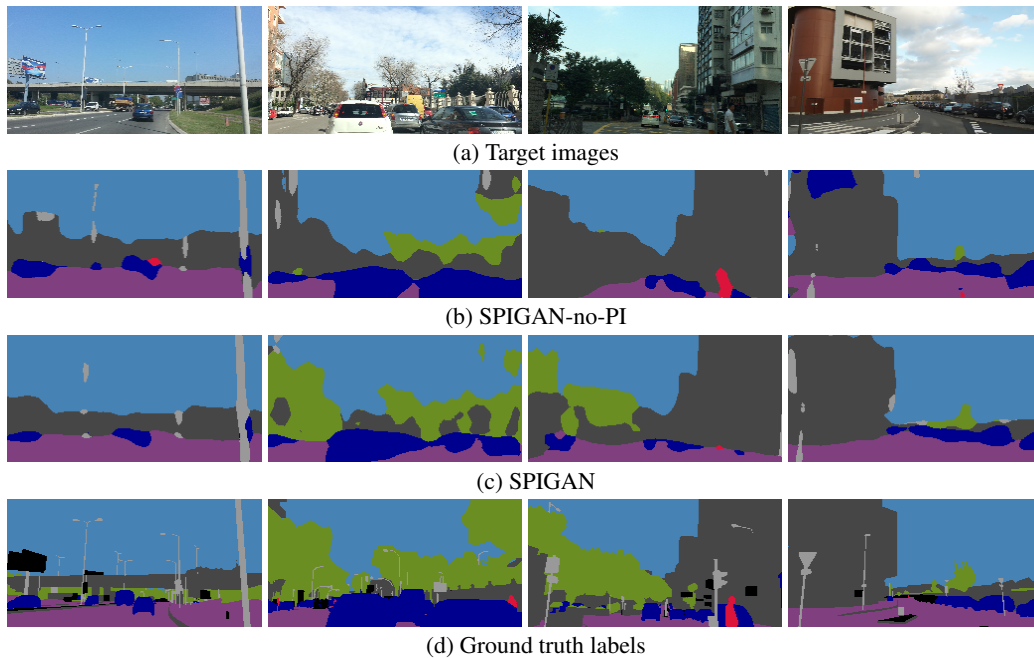 (a) Target images
(b) SPIGAN-no-PI
(c) SPIGAN
(d) Ground truth labels